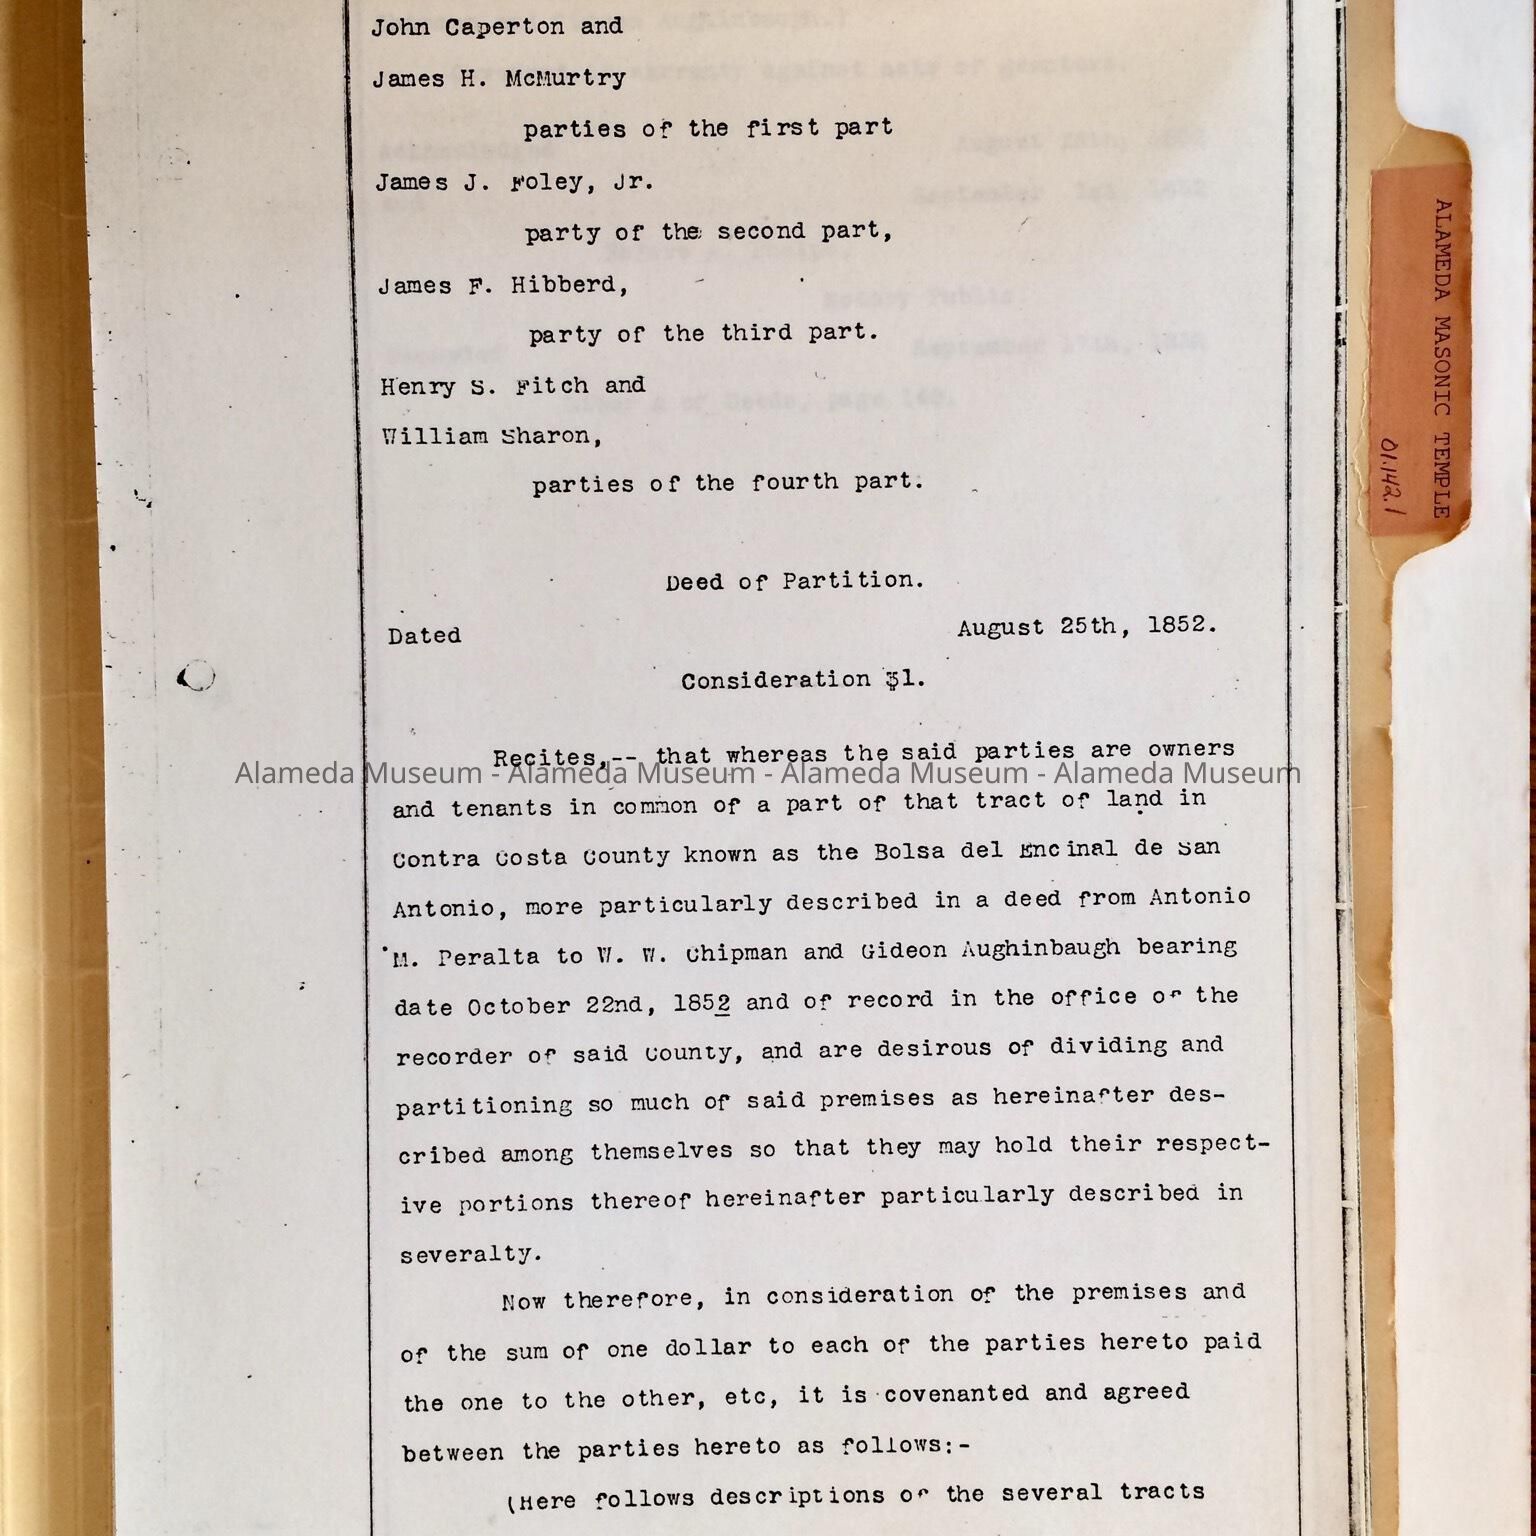 John Caperton and
James H. McMurtry
parties of the first part
James J. Foley, Jr.
party of the second part,
James F. Hibberd,
party of the third part.
Henry S. Fitch and
William Sharon,
parties of the fourth part.
Deed of Partition.
Dated August 25th, 1852.
Consideration $1.
Recites,-- that whereas the said parties are owners
and tenants in common of a part of that tract of land in
Contra Costa County known as the Bolsa del Encinal de San
Antonio, more particularly described in a deed from Antonio
M. Peralta to W. W. Chipman and Gideon Aughinbaugh bearing
date October 22nd, 1852 and of record in the office of the
recorder of said County, and are desirous of dividing and
partitioning so much of said premises as hereinafter des-
cribed among themselves so that they may hold their respect-
ive portions thereof hereinafter particularly described in
severalty.
Now therefore, in consideration of the premises and
of the sum of one dollar to each of the parties hereto paid
the one to the other, etc, it is covenanted and agreed
between the parties hereto as follows:-
(Here follows descriptions of the several tracts
ALAMEDA MASONIC TEMPLE
01.142.1
Alameda Museum - Alameda Museum - Alameda Museum - Alameda Museum